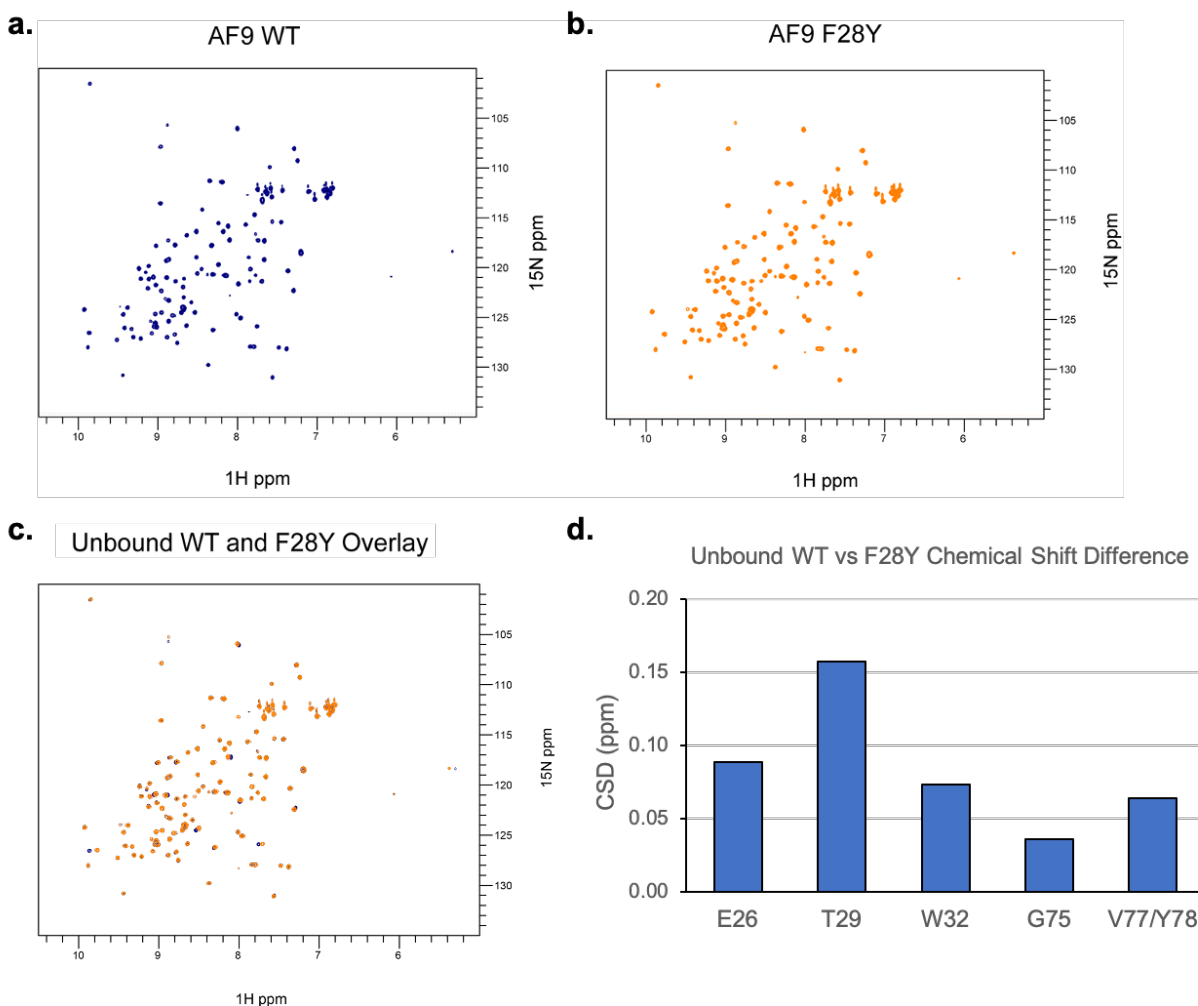 a.
AF9 WT
105
110
115
120
125
130
15N ppm
10 9 8 7 6
1H ppm
b.
AF9 F28Y
105
110
115
120
125
130
15N ppm
10 9 8 7 6
1H ppm
c.
Unbound WT and F28Y Overlay
105
110
115
120
125
130
15N ppm
10 9 8 7 6
1H ppm
d.
Unbound WT vs F28Y Chemical Shift Difference
0.20
0.15
0.10
0.05
0.00
CSD (ppm)
E26 T29 W32 G75 V77/Y78